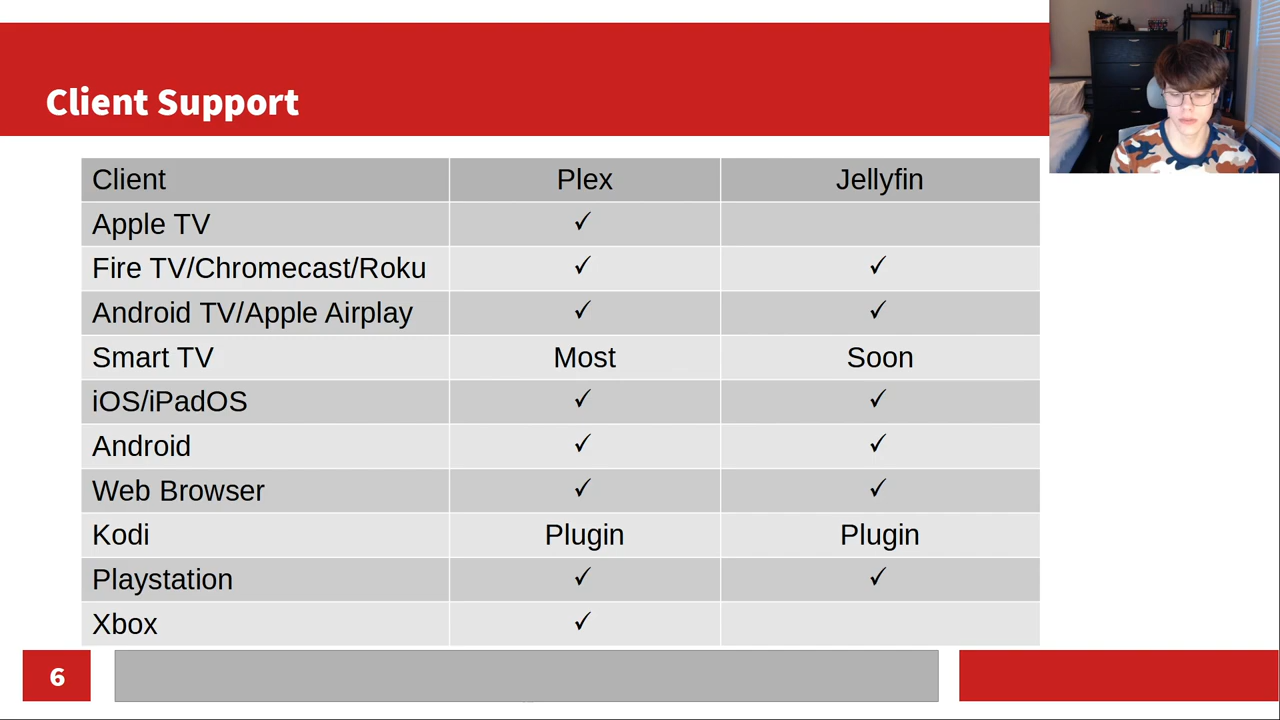 Client Support
Client Plex Jellyfin
Apple TV ✓
Fire TV/Chromecast/Roku ✓ ✓
Android TV/Apple Airplay ✓ ✓
Smart TV Most Soon
iOS/iPadOS ✓ ✓
Android ✓ ✓
Web Browser ✓ ✓
Kodi Plugin Plugin
Playstation ✓ ✓
Xbox ✓
6